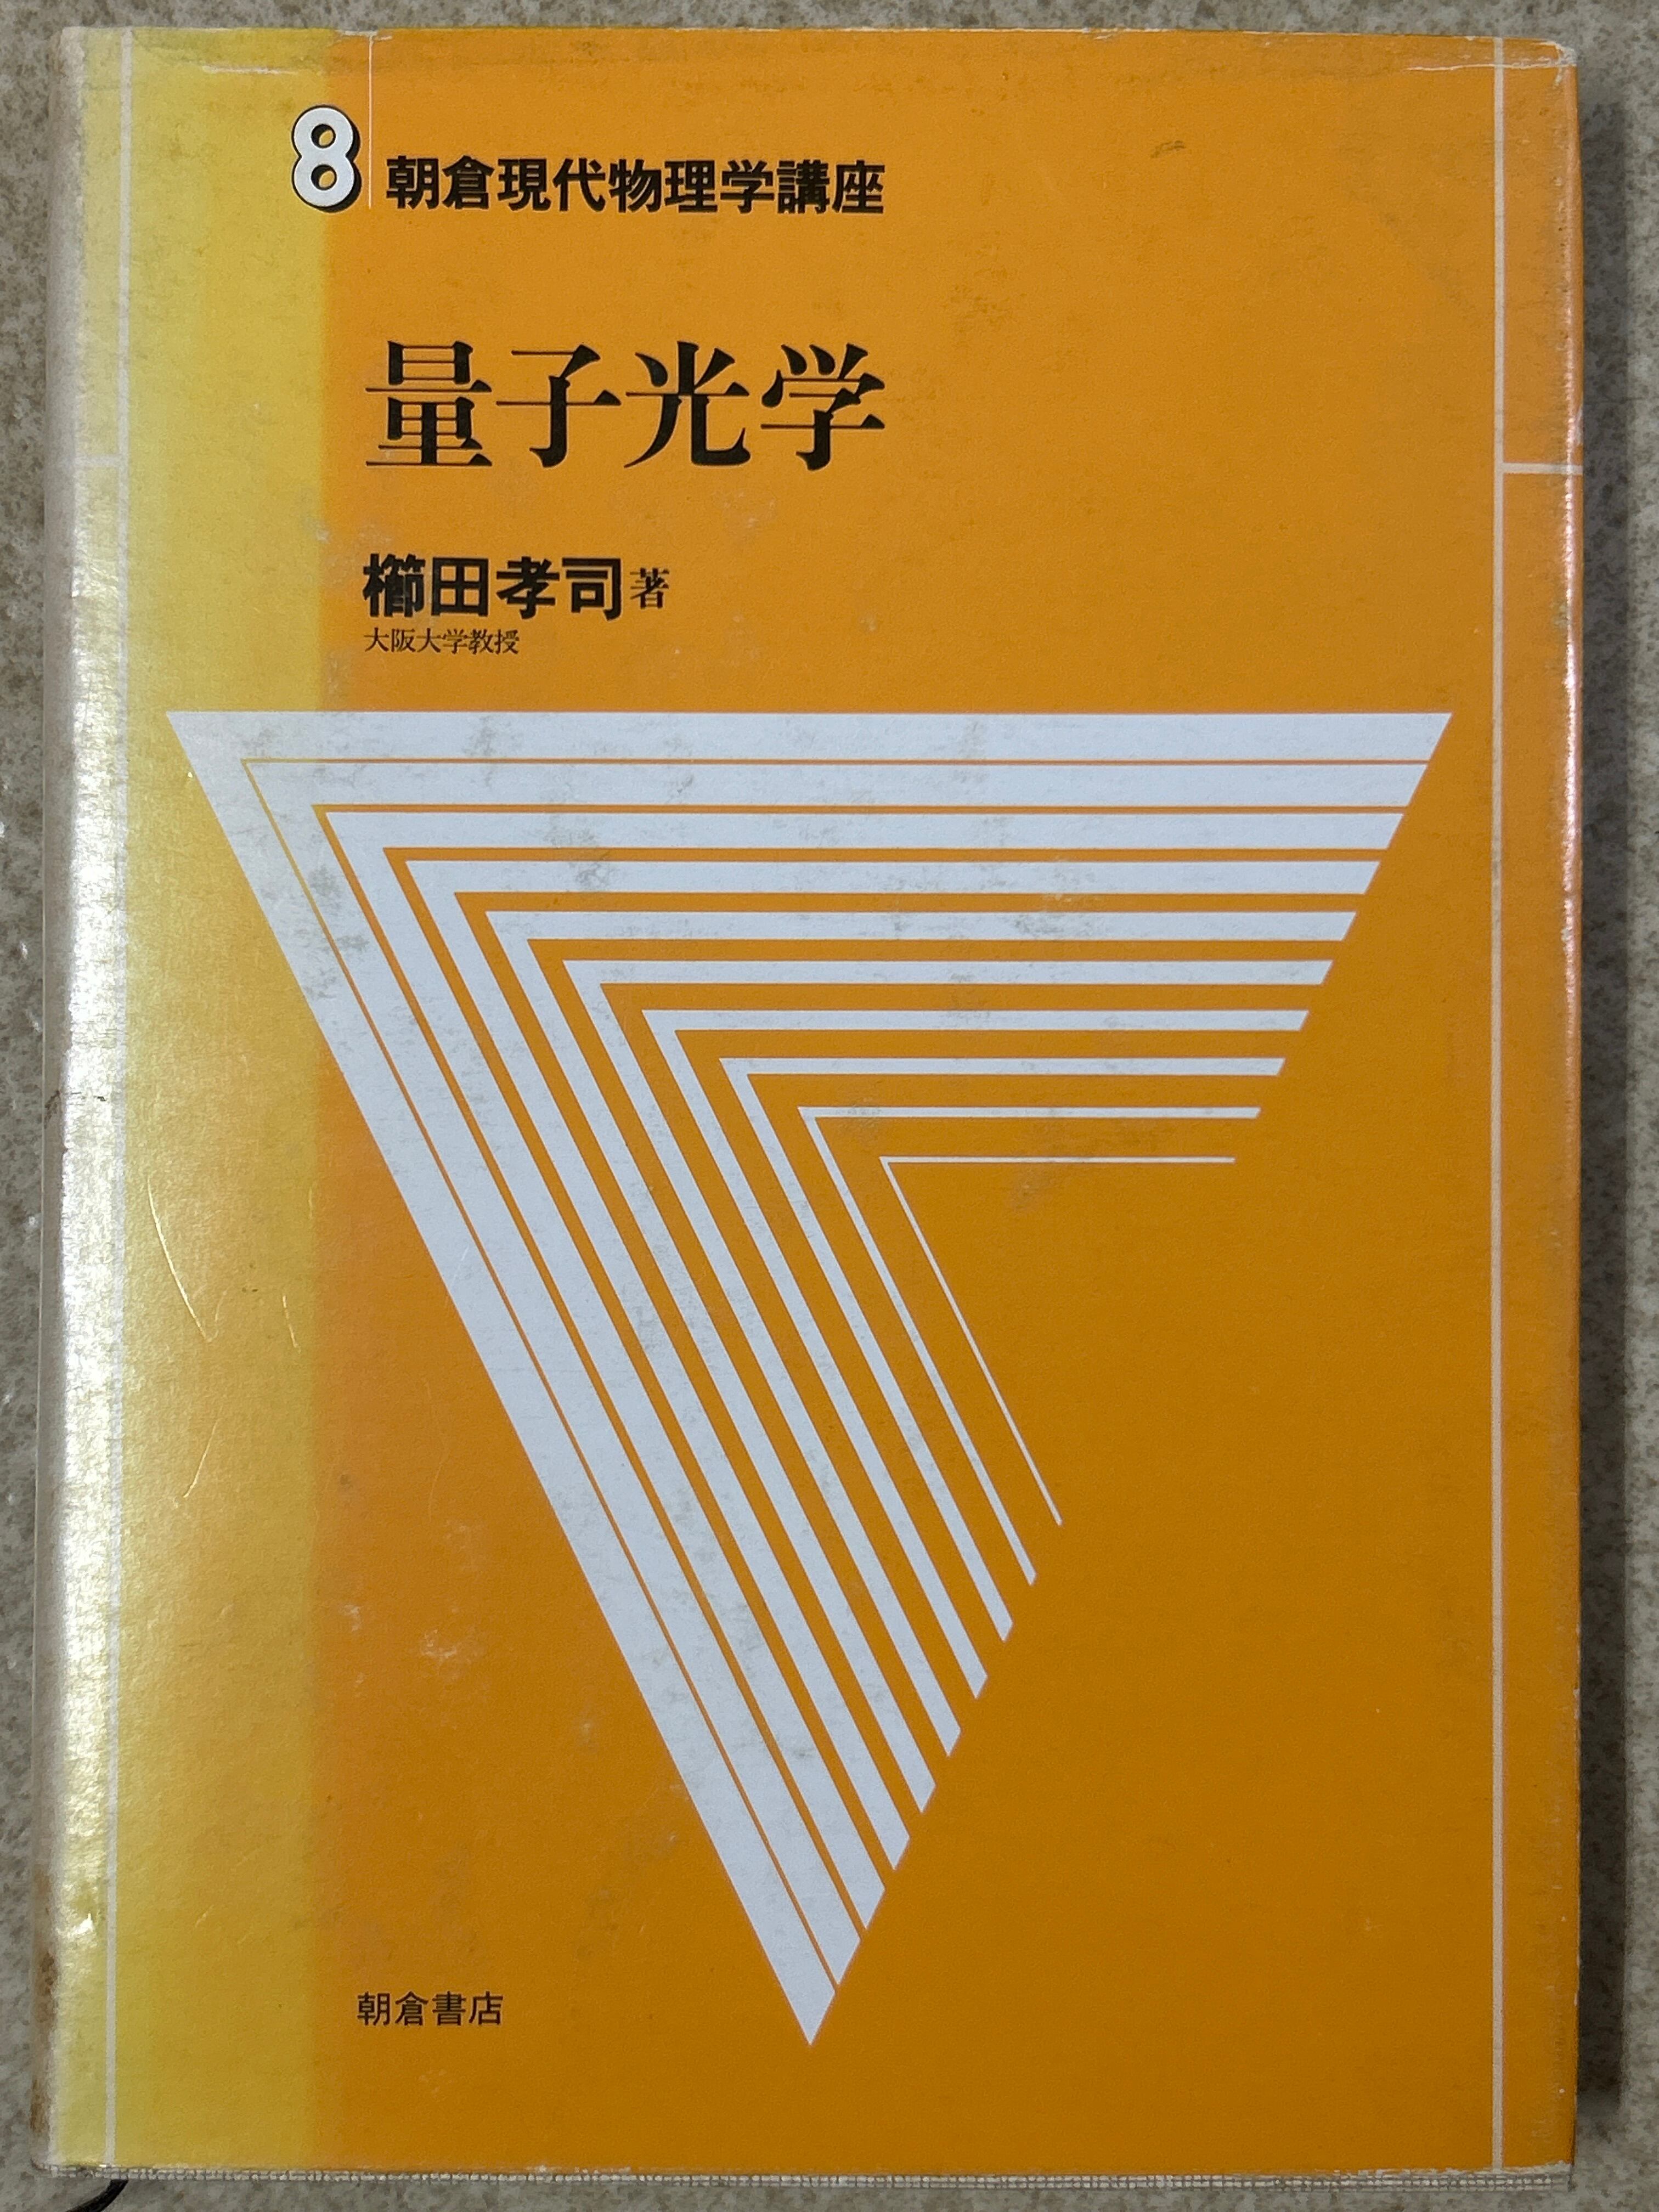 8 朝倉現代物理学講座
量子光学
櫛田孝司著
大阪大学教授
朝倉書店